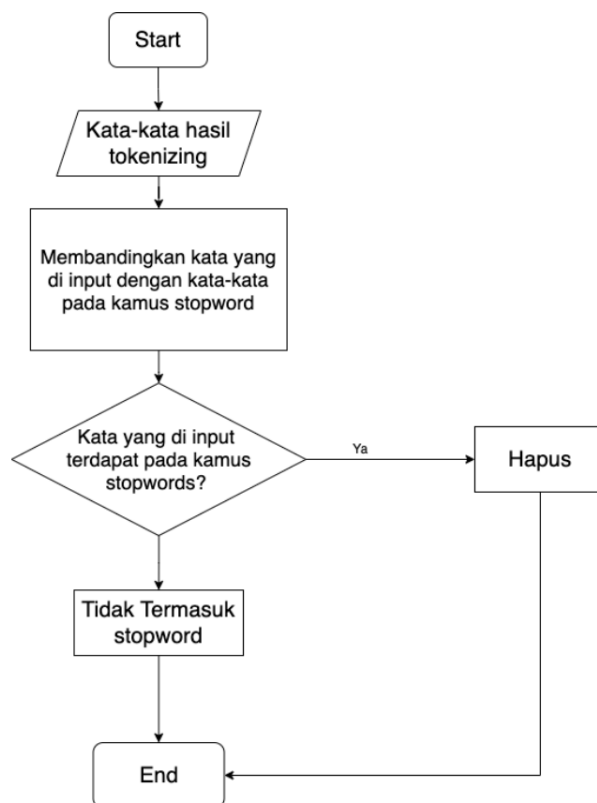 Start
Kata-kata hasil
tokenizing
Membandingkan kata yang
di input dengan kata-kata
pada kamus stopword
Kata yang di input
terdapat pada kamus
stopwords?
Ya
Hapus
Tidak Termasuk
stopword
End